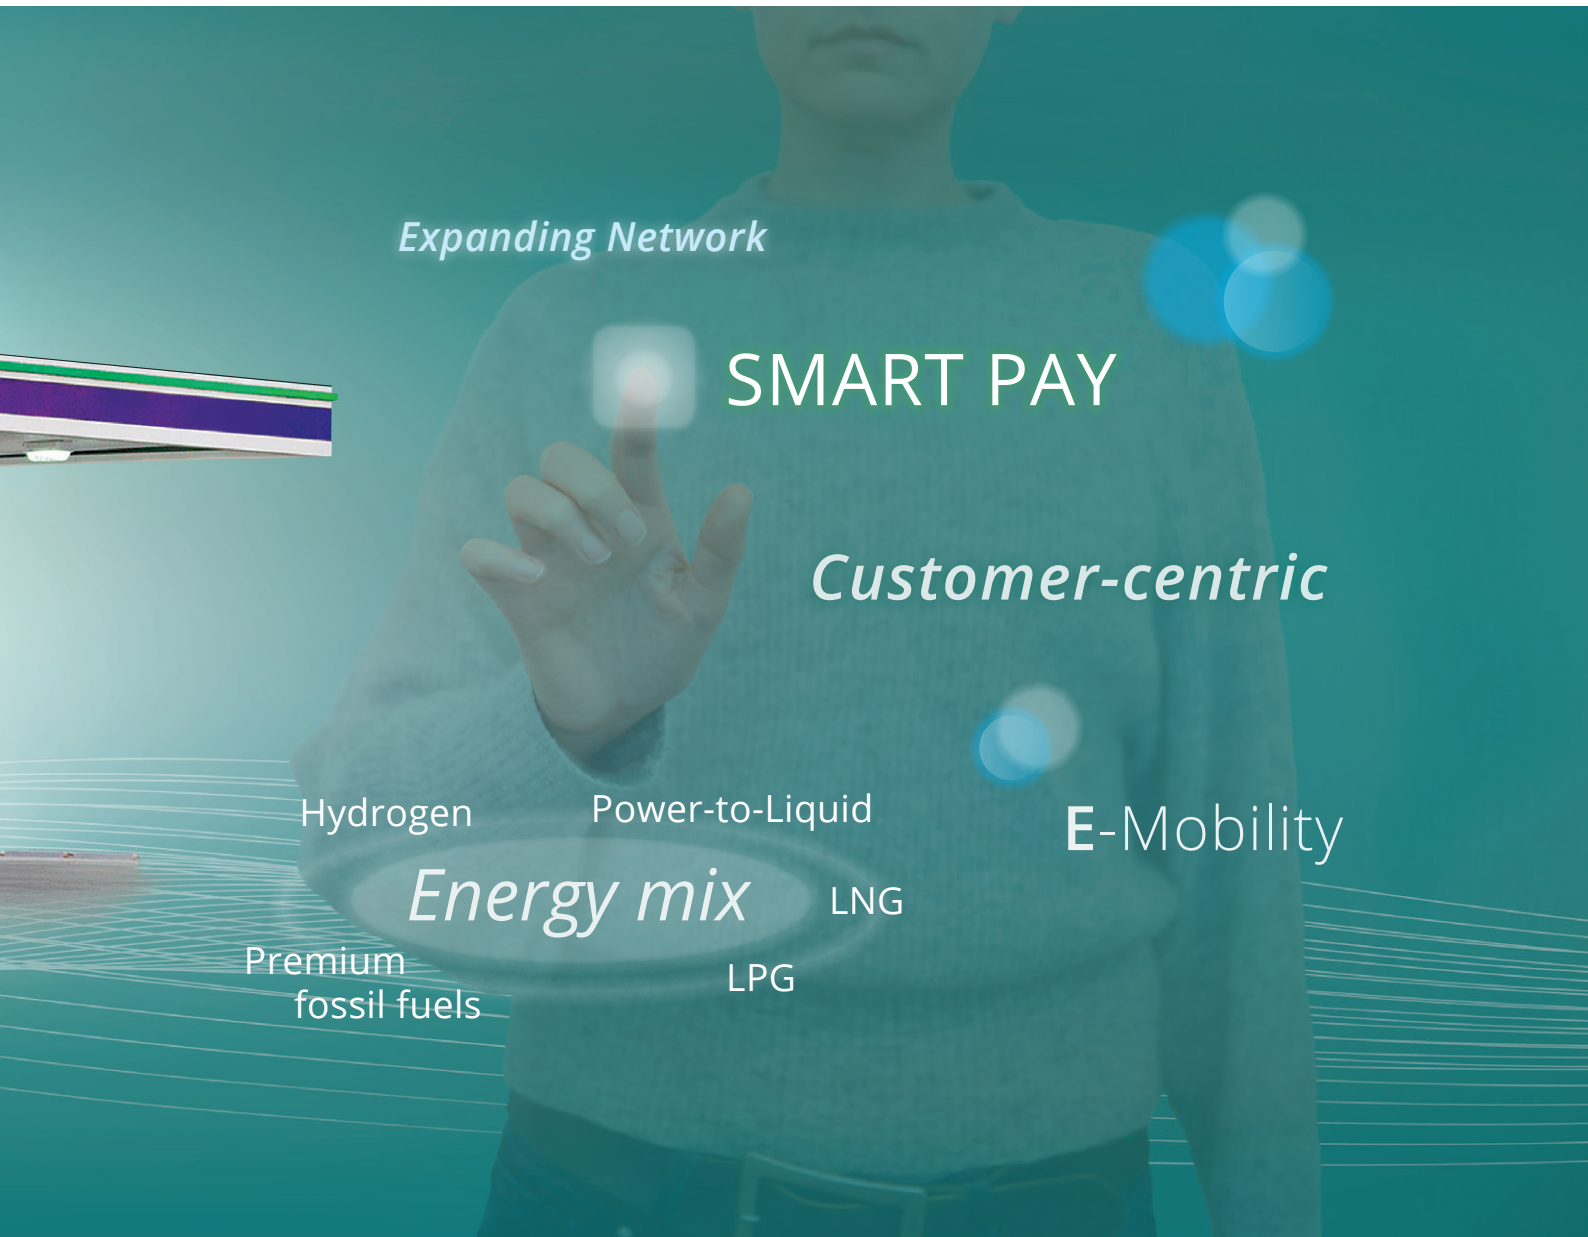 Expanding Network
SMART PAY
Customer-centric
Hydrogen
Power-to-Liquid
E-Mobility
Energy mix
LNG
Premium
fossil fuels
LPG